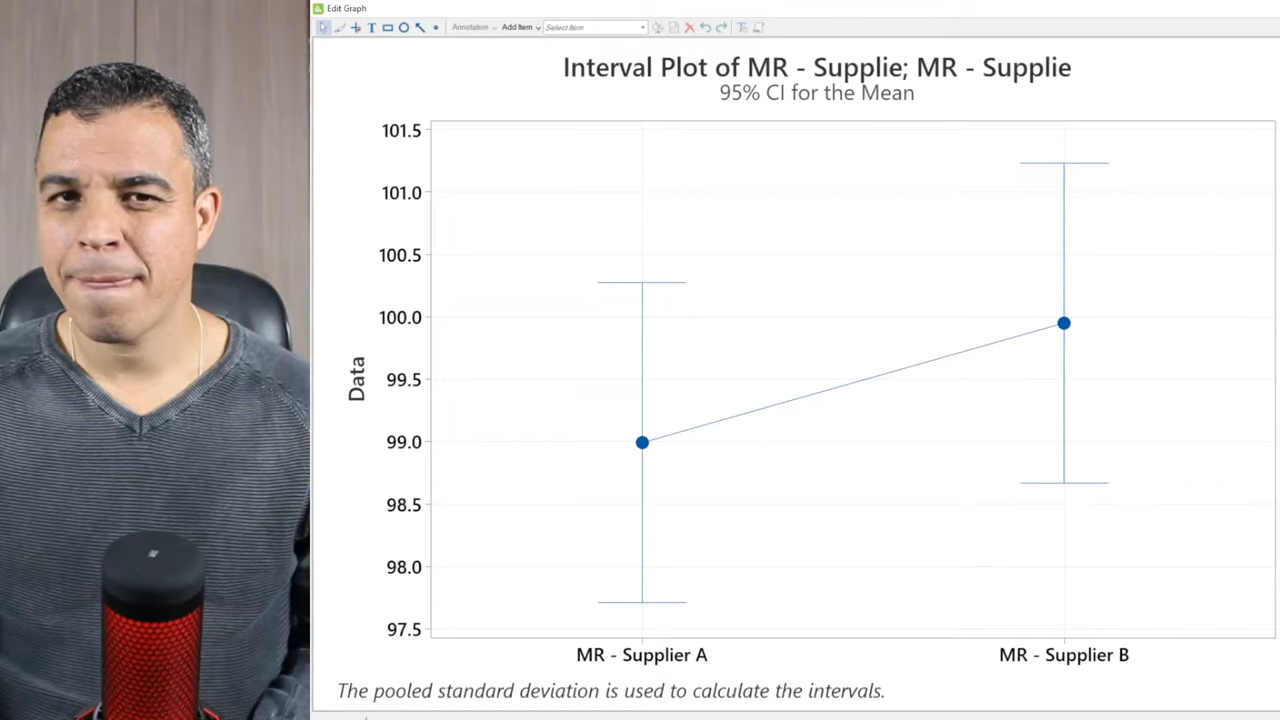 Edit Graph
Annotation Add Item Select Item
Interval Plot of MR - Supplie; MR - Supplie
95% CI for the Mean
101.5
101.0
100.5
100.0
99.5
99.0
98.5
98.0
97.5
Data
MR - Supplier A MR - Supplier B
The pooled standard deviation is used to calculate the intervals.